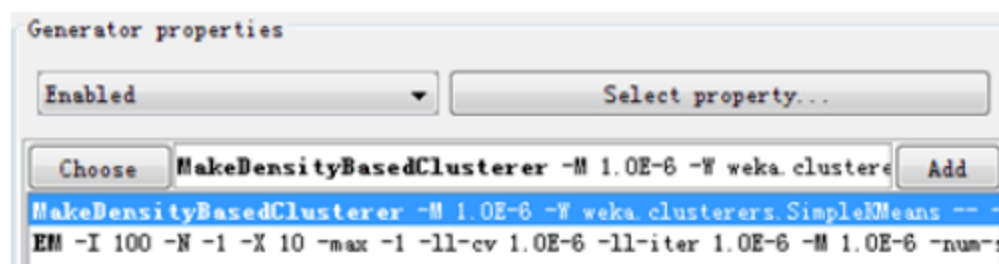 Generator properties
Enabled Select property...
Choose MakeDensityBasedClusterer -M 1.0E-6 -W weka.clustere Add
MakeDensityBasedClusterer -M 1.0E-6 -W weka.clusterers.SimpleKMeans -- -
EM -I 100 -N -1 -X 10 -max -1 -ll-cv 1.0E-6 -ll-iter 1.0E-6 -M 1.0E-6 -num-s